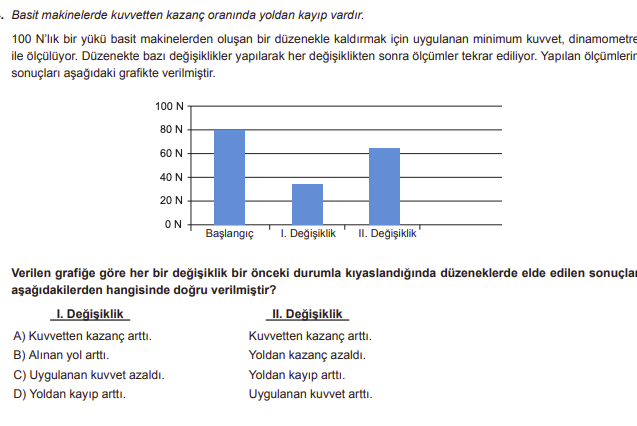 . Basit makinelerde kuvvetten kazanç oranında yoldan kayıp vardır.
100 N'lık bir yükü basit makinelerden oluşan bir düzenekle kaldırmak için uygulanan minimum kuvvet, dinamometre
ile ölçülüyor. Düzenekte bazı değişiklikler yapılarak her değişiklikten sonra ölçümler tekrar ediliyor. Yapılan ölçümlerin
sonuçları aşağıdaki grafikte verilmiştir.
100 N
80 N
60 N
40 N
20 N
0 N
Başlangıç I. Değişiklik II. Değişiklik
Verilen grafiğe göre her bir değişiklik bir önceki durumla kıyaslandığında düzeneklerde elde edilen sonuçlar
aşağıdakilerden hangisinde doğru verilmiştir?
I. Değişiklik II. Değişiklik
A) Kuvvetten kazanç arttı. Kuvvetten kazanç arttı.
B) Alınan yol arttı. Yoldan kazanç azaldı.
C) Uygulanan kuvvet azaldı. Yoldan kayıp arttı.
D) Yoldan kayıp arttı. Uygulanan kuvvet arttı.